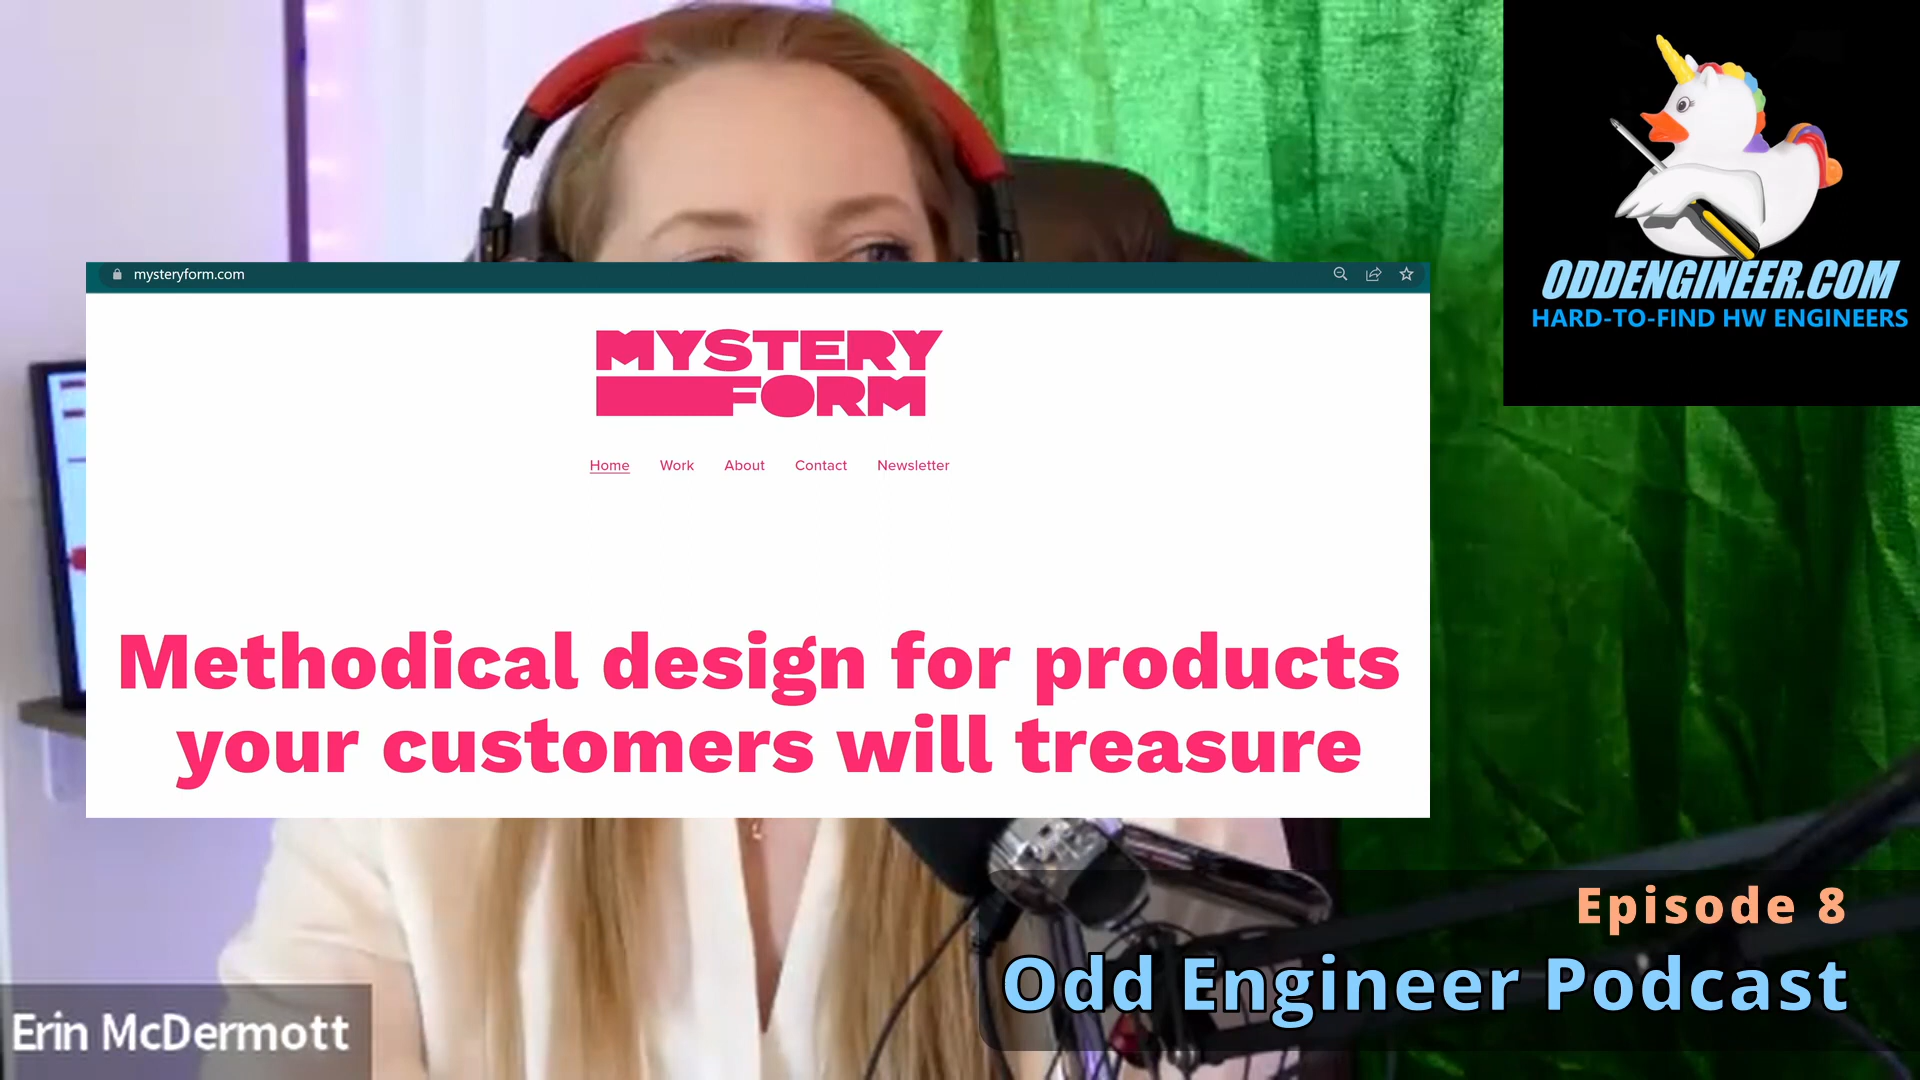 mysteryform.com
MYSTERY
FORM
Home Work About Contact Newsletter
Methodical design for products
your customers will treasure
ODDENGINEER.COM
HARD-TO-FIND HW ENGINEERS
Episode 8
Odd Engineer Podcast
Erin McDermott